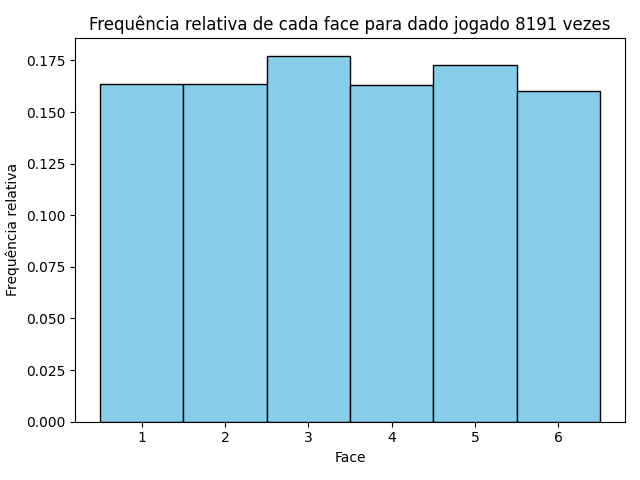 Frequência relativa de cada face para dado jogado 8191 vezes
Frequência relativa
0.175
0.150
0.125
0.100
0.075
0.050
0.025
0.000
1 2 3 4 5 6
Face